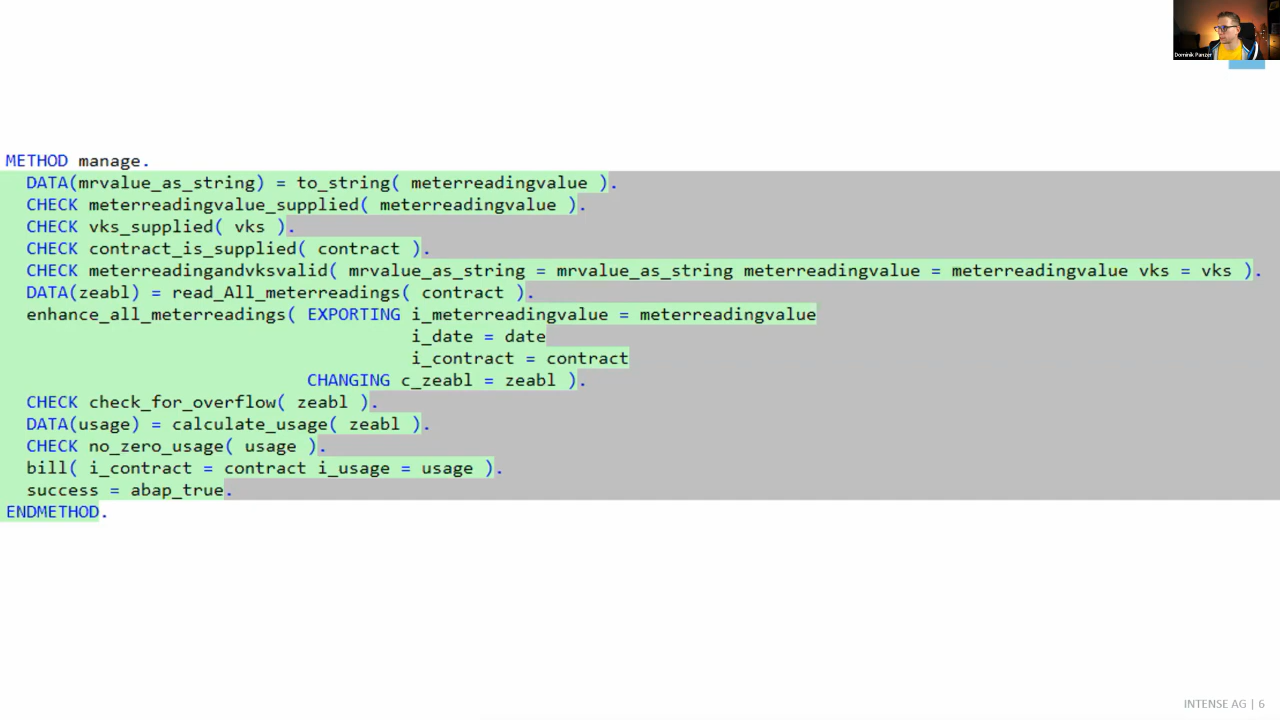 Dominik Panzer
METHOD manage.
DATA(mrvalue_as_string) = to_string( meterreadingvalue ).
CHECK meterreadingvalue_supplied( meterreadingvalue ).
CHECK vks_supplied( vks ).
CHECK contract_is_supplied( contract ).
CHECK meterreadingandvksvalid( mrvalue_as_string = mrvalue_as_string meterreadingvalue = meterreadingvalue vks = vks ).
DATA(zeabl) = read_All_meterreadings( contract ).
enhance_all_meterreadings( EXPORTING i_meterreadingvalue = meterreadingvalue
i_date = date
i_contract = contract
CHANGING c_zeabl = zeabl ).
CHECK check_for_overflow( zeabl ).
DATA(usage) = calculate_usage( zeabl ).
CHECK no_zero_usage( usage ).
bill( i_contract = contract i_usage = usage ).
success = abap_true.
ENDMETHOD.
INTENSE AG | 6